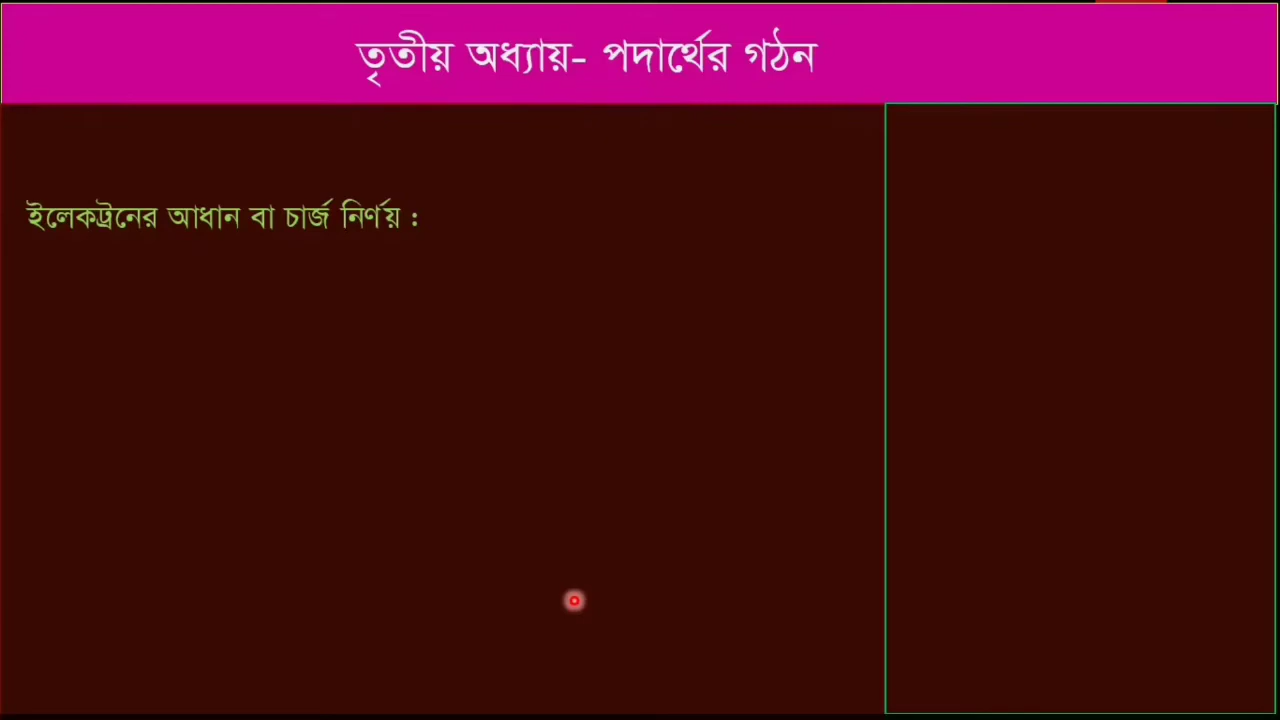 তৃতীয় অধ্যায়- পদার্থের গঠন
ইলেকট্রনের আধান বা চার্জ নির্ণয় :